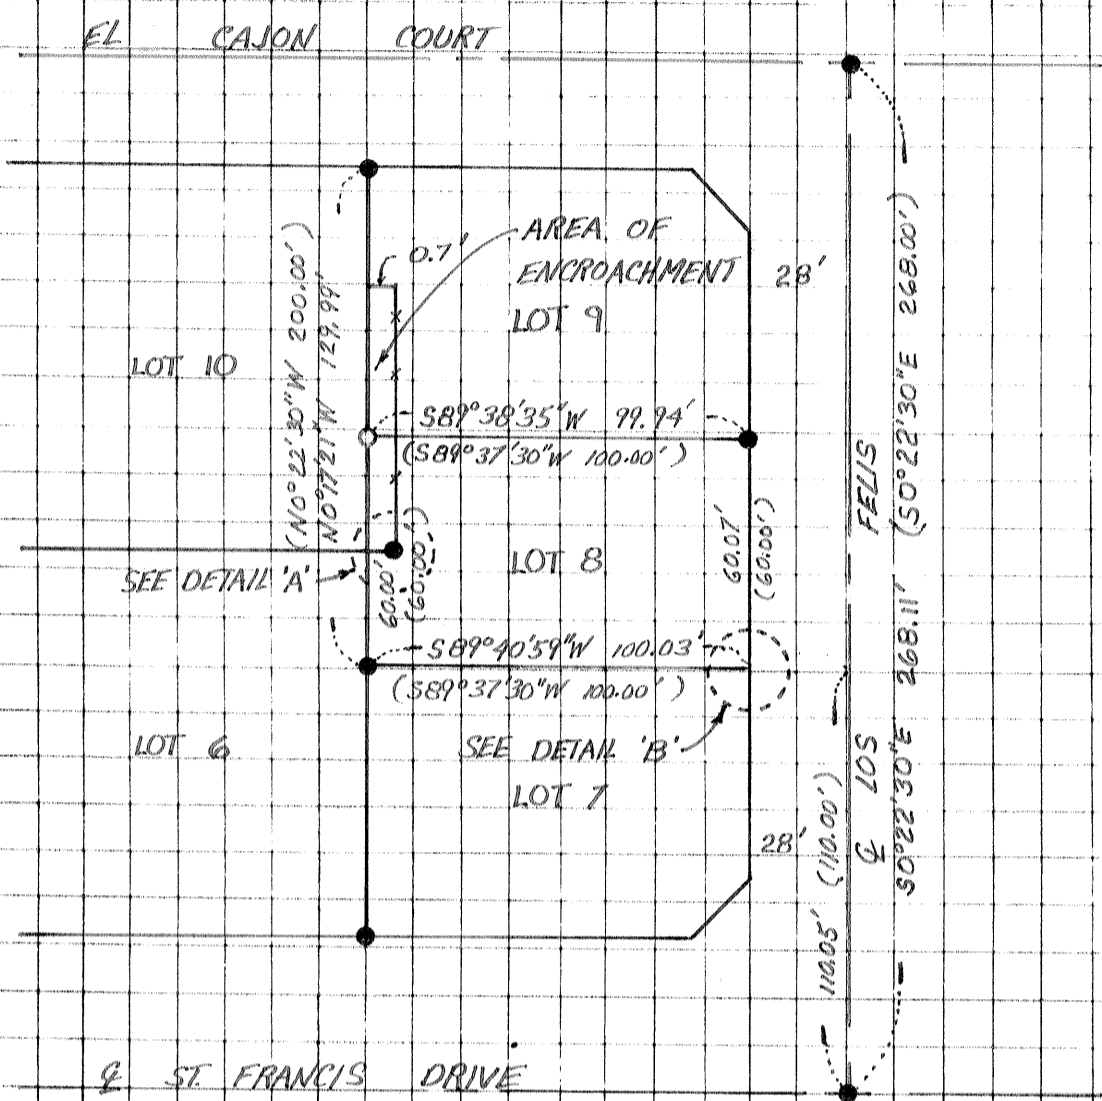 EL CAJON COURT
AREA OF
ENCROACHMENT
0.7'
28'
LOT 9
LOT 10
(N0°22'30"W 200.00')
N0°17'21"W 129.99'
S89°38'35"W 99.94'
(S89°37'30"W 100.00')
LOT 8
SEE DETAIL 'A'
60.00'
(60.00')
60.07'
(60.00')
S89°40'59"W 100.03'
(S89°37'30"W 100.00')
SEE DETAIL 'B'
LOT 6
LOT 7
28'
110.05' (110.00')
℄ LOS FELIS
S0°22'30"E 268.11'
(S0°22'30"E 268.00')
℄ ST. FRANCIS DRIVE